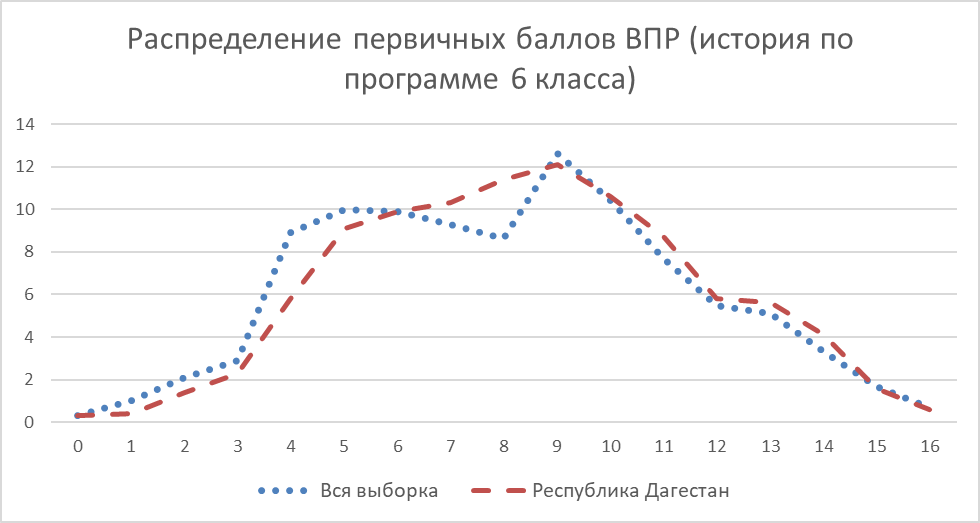 Распределение первичных баллов ВПР (история по
программе 6 класса)
14
12
10
8
6
4
2
0
0 1 2 3 4 5 6 7 8 9 10 11 12 13 14 15 16
Вся выборка Республика Дагестан